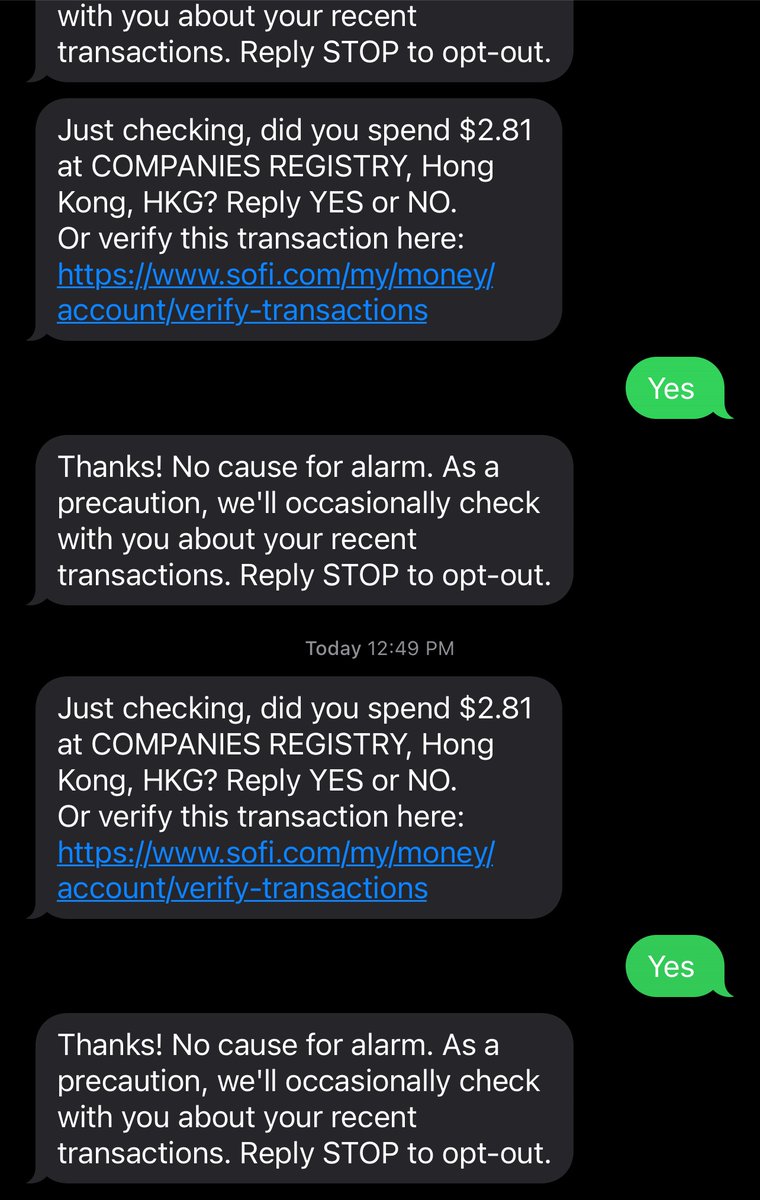 with you about your recent
transactions. Reply STOP to opt-out.
Just checking, did you spend $2.81
at COMPANIES REGISTRY, Hong
Kong, HKG? Reply YES or NO.
Or verify this transaction here:
https://www.sofi.com/my/money/
account/verify-transactions
Yes
Thanks! No cause for alarm. As a
precaution, we'll occasionally check
with you about your recent
transactions. Reply STOP to opt-out.
Today 12:49 PM
Just checking, did you spend $2.81
at COMPANIES REGISTRY, Hong
Kong, HKG? Reply YES or NO.
Or verify this transaction here:
https://www.sofi.com/my/money/
account/verify-transactions
Yes
Thanks! No cause for alarm. As a
precaution, we'll occasionally check
with you about your recent
transactions. Reply STOP to opt-out.